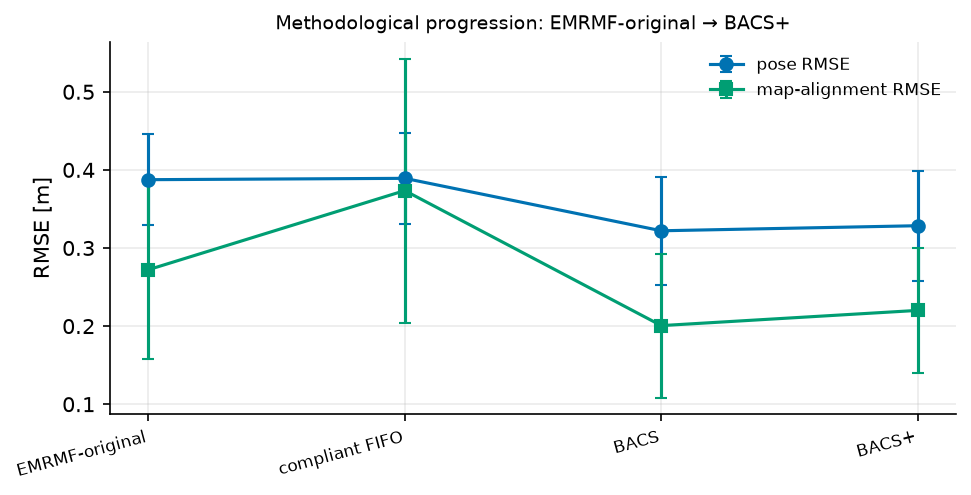 Methodological progression: EMRMF-original → BACS+
pose RMSE
map-alignment RMSE
RMSE [m]
0.5
0.4
0.3
0.2
0.1
EMRMF-original
compliant FIFO
BACS
BACS+